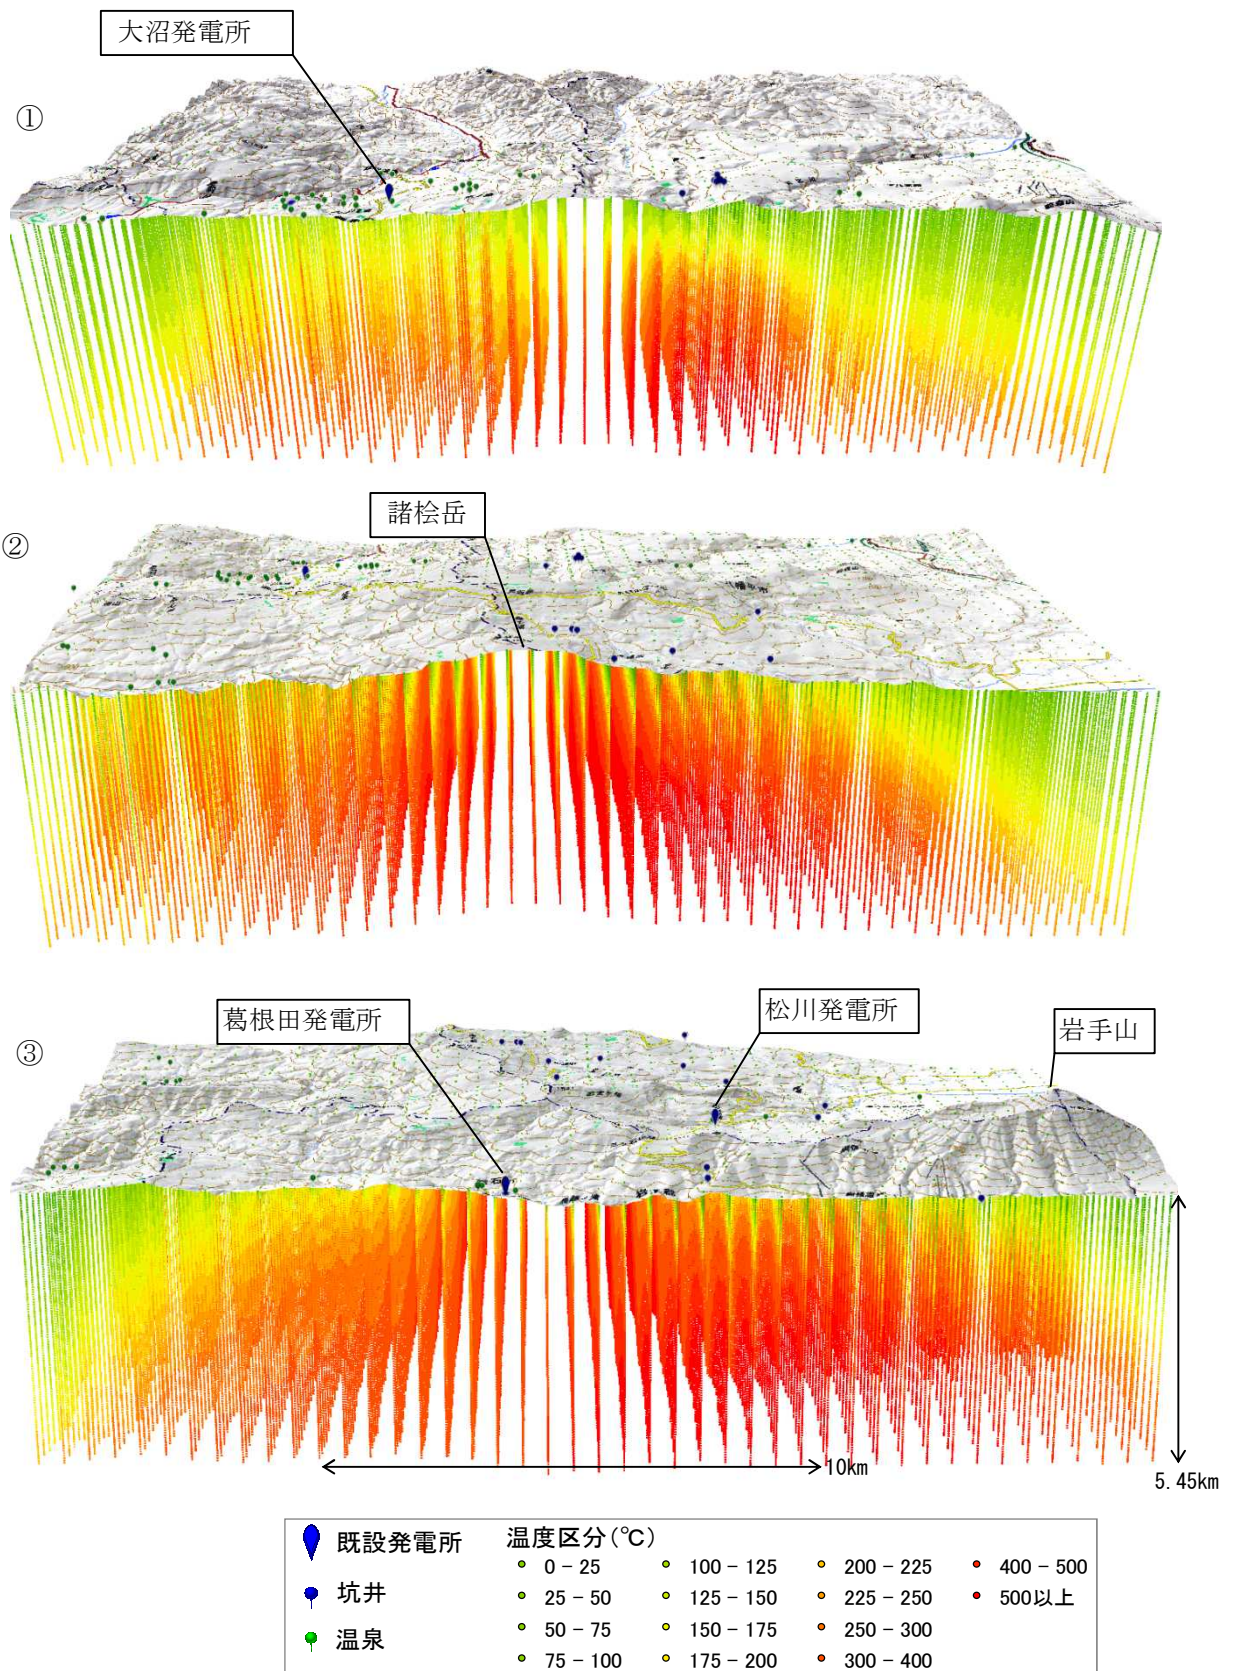 大沼発電所
①
諸桧岳
②
葛根田発電所
松川発電所
岩手山
③
10km
5.45km
既設発電所
坑井
温泉
温度区分(℃)
0 - 25
25 - 50
50 - 75
75 - 100
100 - 125
125 - 150
150 - 175
175 - 200
200 - 225
225 - 250
250 - 300
300 - 400
400 - 500
500以上